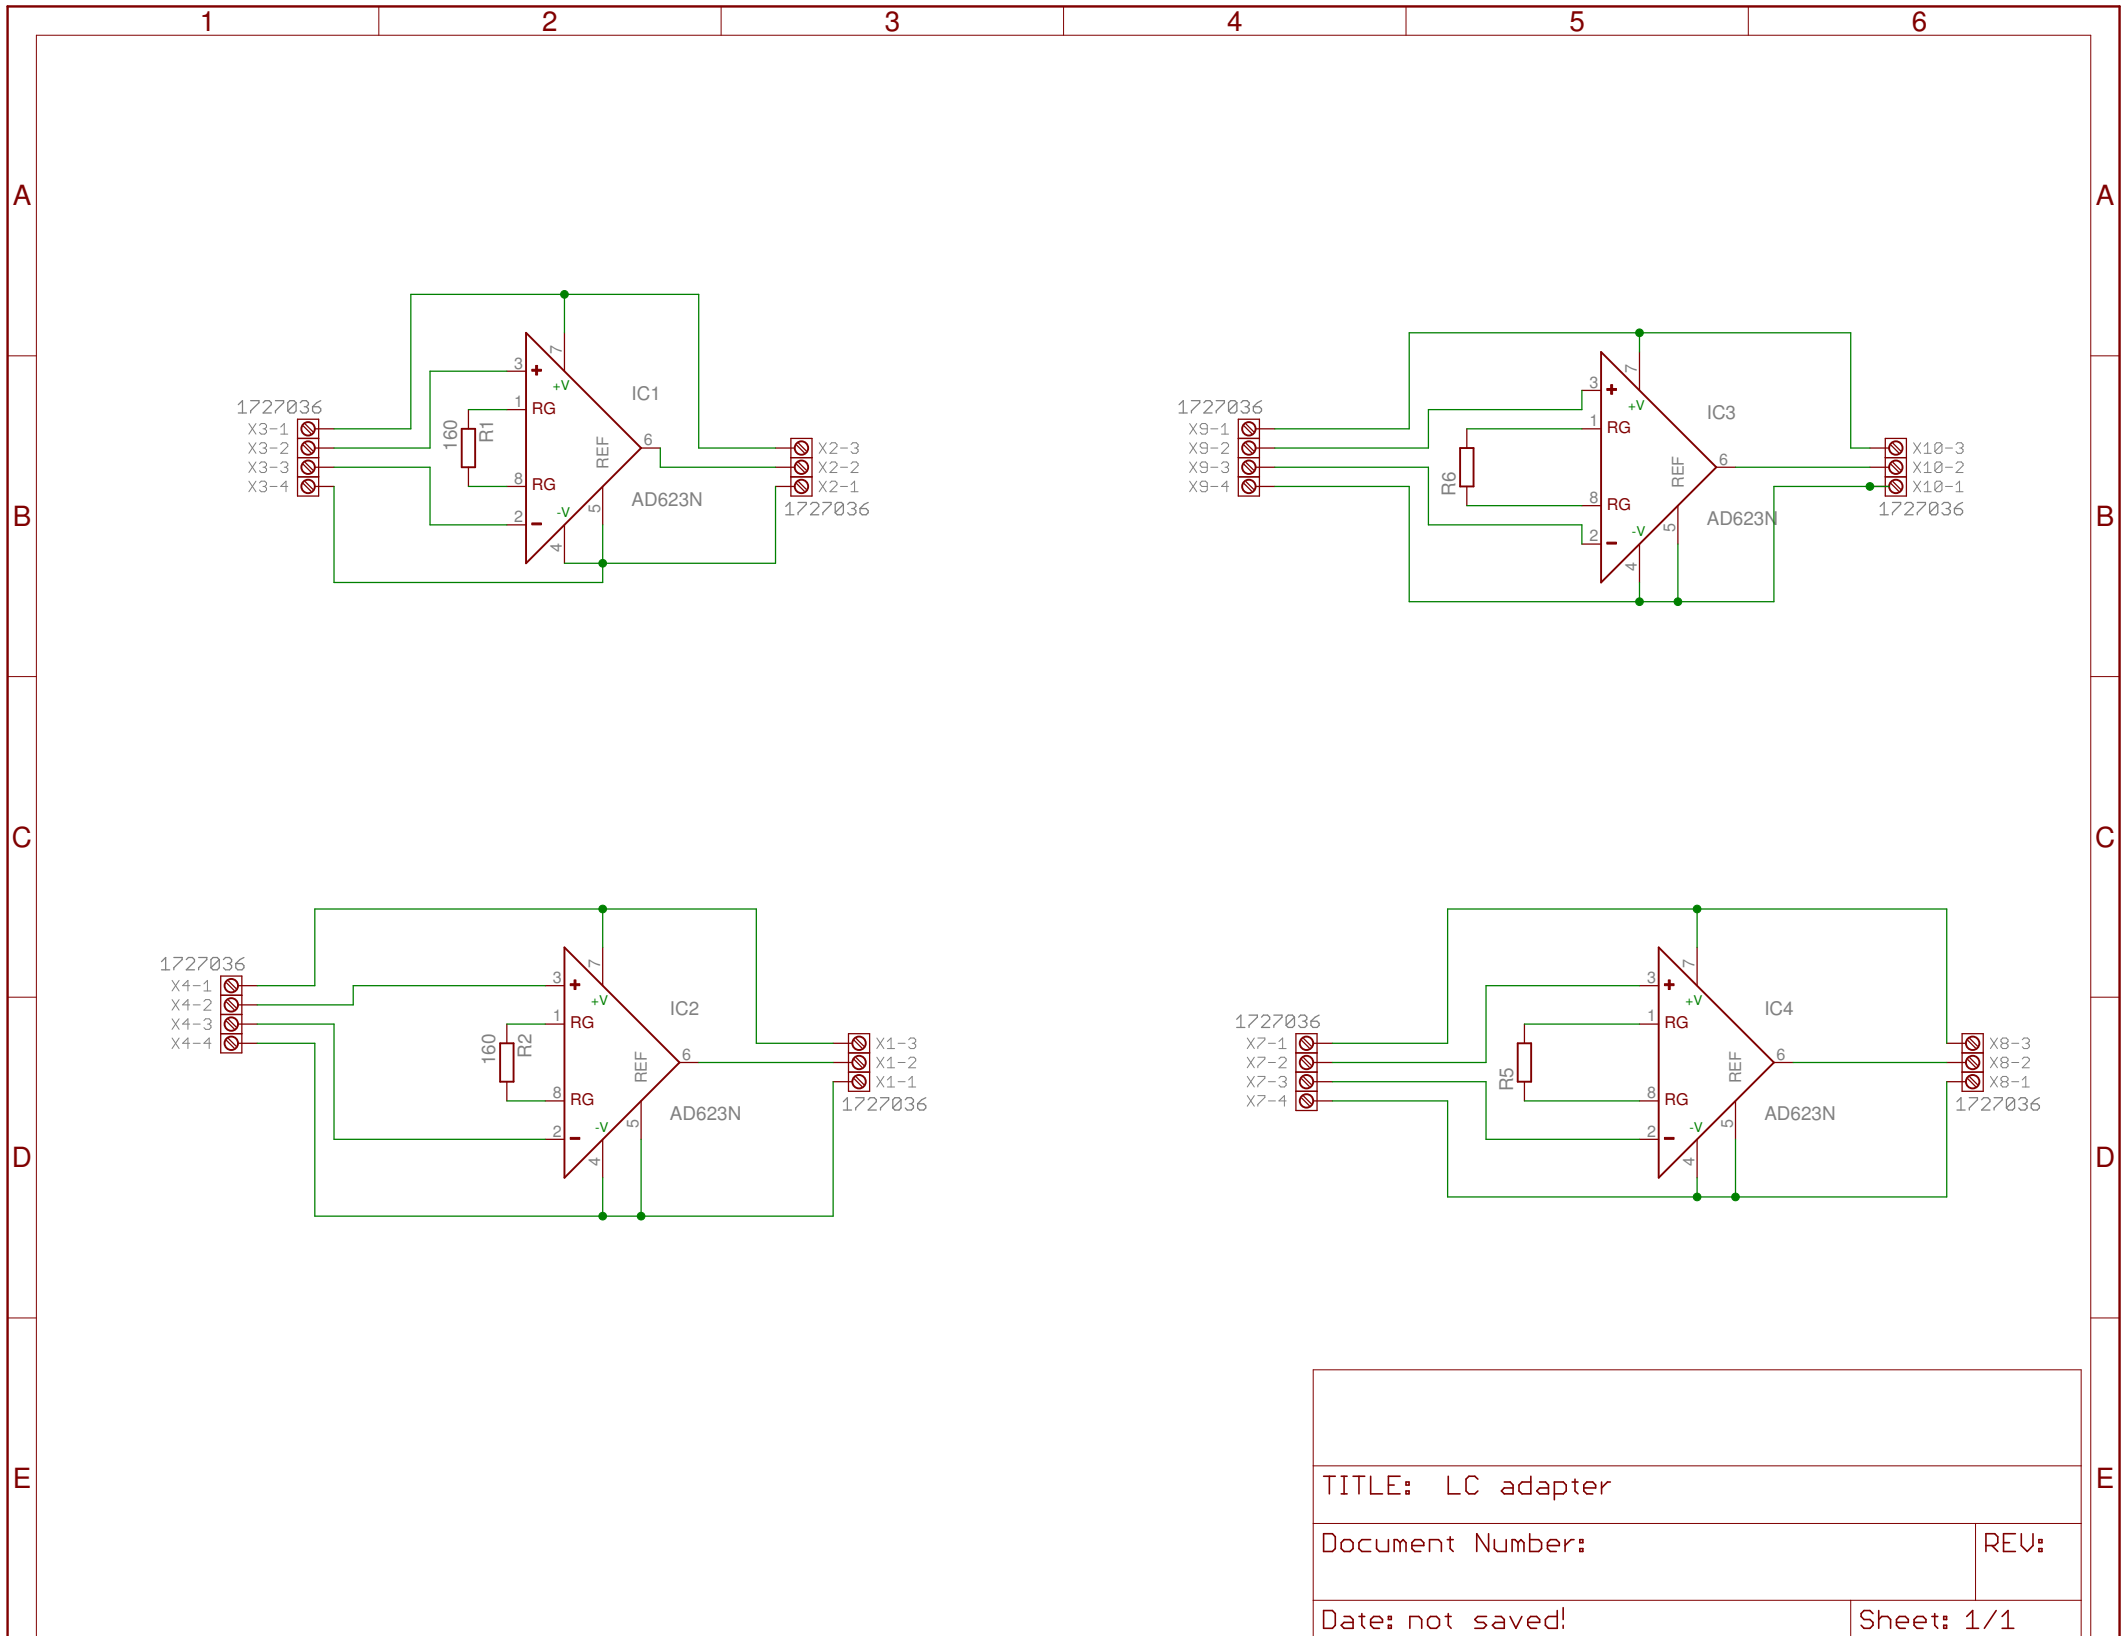 1 2 3 4 5 6
A A
B B
C C
D D
E E
1727036
X3-1
X3-2
X3-3
X3-4
160
R1
3
1
8
2
+
RG
RG
-
7
+V
REF
-V
4
5
6
IC1
AD623N
X2-3
X2-2
X2-1
1727036
1727036
X9-1
X9-2
X9-3
X9-4
R6
3
1
8
2
+
RG
RG
-
7
+V
REF
-V
4
5
6
IC3
AD623N
X10-3
X10-2
X10-1
1727036
1727036
X4-1
X4-2
X4-3
X4-4
160
R2
3
1
8
2
+
RG
RG
-
7
+V
REF
-V
4
5
6
IC2
AD623N
X1-3
X1-2
X1-1
1727036
1727036
X7-1
X7-2
X7-3
X7-4
R5
3
1
8
2
+
RG
RG
-
7
+V
REF
-V
4
5
6
IC4
AD623N
X8-3
X8-2
X8-1
1727036
TITLE: LC adapter
Document Number:
REV:
Date: not saved!
Sheet: 1/1